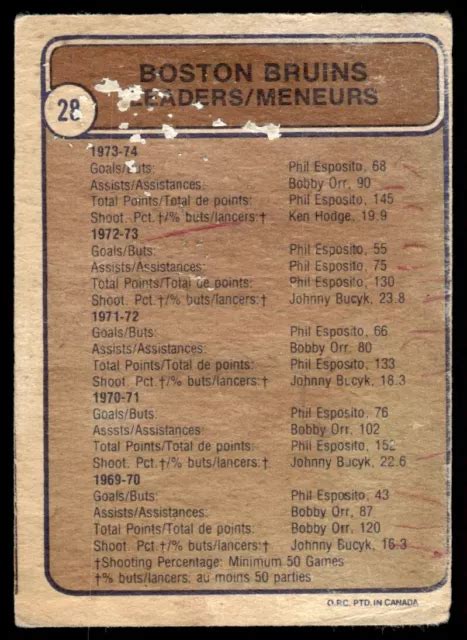 28
BOSTON BRUINS
LEADERS/MENEURS
1973-74
Goals/Buts: Phil Esposito, 68
Assists/Assistances: Bobby Orr, 90
Total Points/Total de points: Phil Esposito, 145
Shoot. Pct.†/% buts/lancers:† Ken Hodge, 19.9
1972-73
Goals/Buts: Phil Esposito, 55
Assists/Assistances: Phil Esposito, 75
Total Points/Total de points: Phil Esposito, 130
Shoot. Pct.†/% buts/lancers:† Johnny Bucyk, 23.8
1971-72
Goals/Buts: Phil Esposito, 66
Assists/Assistances: Bobby Orr, 80
Total Points/Total de points: Phil Esposito, 133
Shoot. Pct.†/% buts/lancers:† Johnny Bucyk, 18.3
1970-71
Goals/Buts: Phil Esposito, 76
Asssts/Assistances: Bobby Orr, 102
Total Points/Total de points: Phil Esposito, 152
Shoot. Pct.†/% buts/lancers:† Johnny Bucyk, 22.6
1969-70
Goals/Buts: Phil Esposito, 43
Assists/Assistances: Bobby Orr, 87
Total Points/Total de points: Bobby Orr, 120
Shoot. Pct.†/% buts/lancers:† Johnny Bucyk, 16.3
†Shooting Percentage: Minimum 50 Games
†% buts/lancers: au moins 50 parties
O.P.C. PTD. IN CANADA